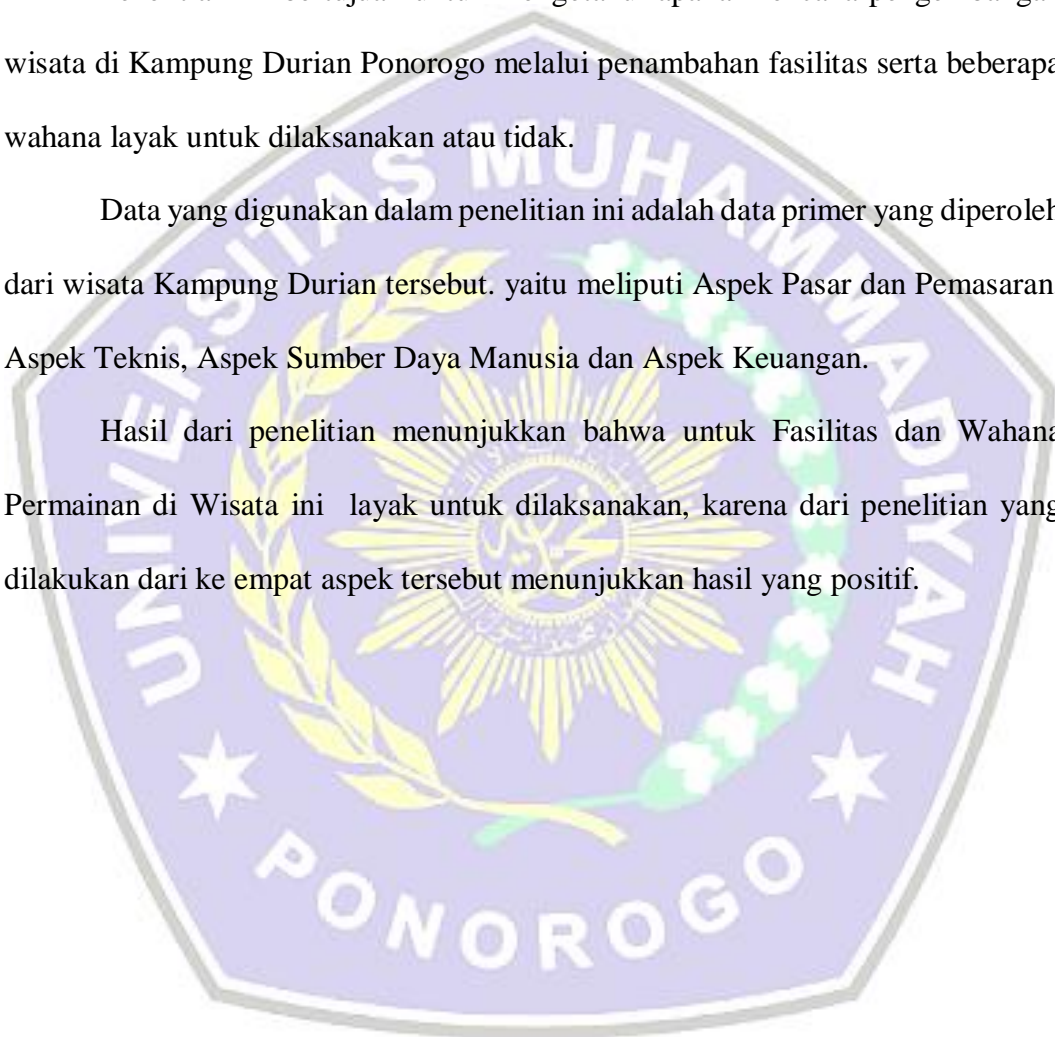 wisata di Kampung Durian Ponorogo melalui penambahan fasilitas serta beberapa
wahana layak untuk dilaksanakan atau tidak.
Data yang digunakan dalam penelitian ini adalah data primer yang diperoleh
dari wisata Kampung Durian tersebut. yaitu meliputi Aspek Pasar dan Pemasaran
Aspek Teknis, Aspek Sumber Daya Manusia dan Aspek Keuangan.
Hasil dari penelitian menunjukkan bahwa untuk Fasilitas dan Wahana
Permainan di Wisata ini layak untuk dilaksanakan, karena dari penelitian yang
dilakukan dari ke empat aspek tersebut menunjukkan hasil yang positif.
UNIVERSITAS MUHAMMADIYAH
PONOROGO